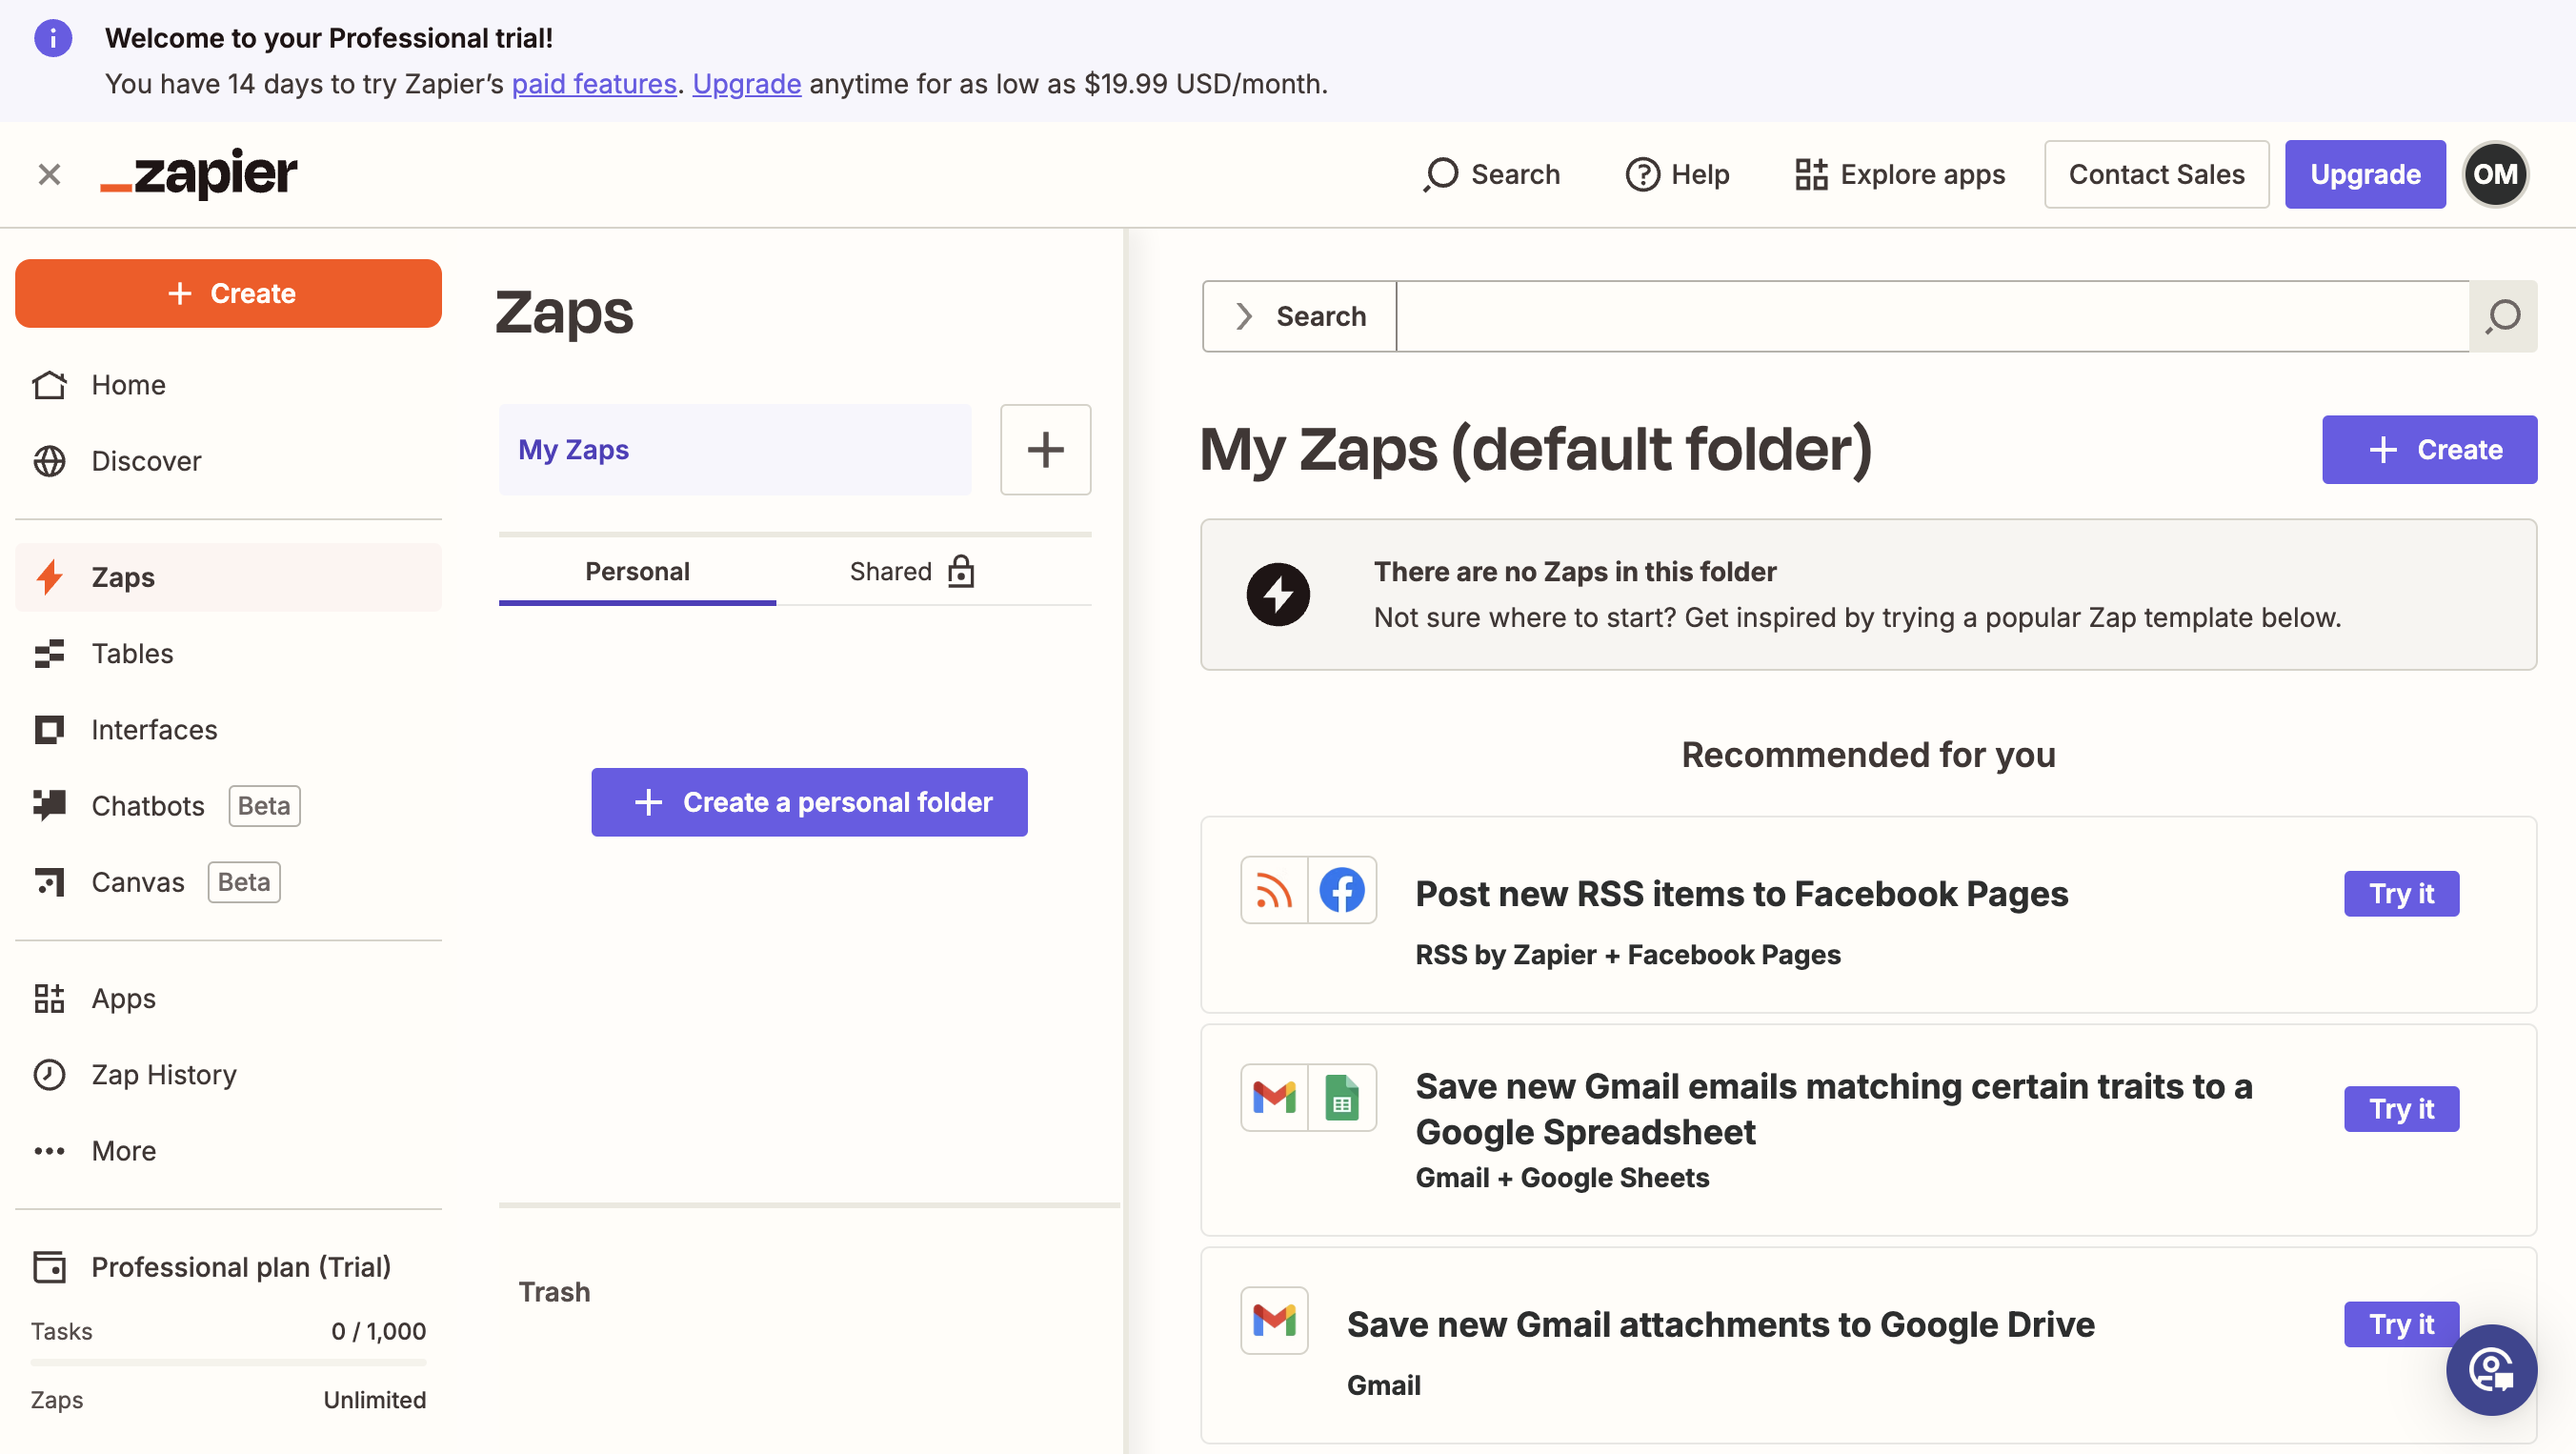 Welcome to your Professional trial!
You have 14 days to try Zapier’s paid features. Upgrade anytime for as low as $19.99 USD/month.
zapier
Search
Help
Explore apps
Contact Sales
Upgrade
OM
Create
Home
Discover
Zaps
Tables
Interfaces
Chatbots Beta
Canvas Beta
Apps
Zap History
More
Professional plan (Trial)
Tasks 0 / 1,000
Zaps Unlimited
Zaps
My Zaps
Personal
Shared
Create a personal folder
Trash
Search
My Zaps (default folder)
Create
There are no Zaps in this folder
Not sure where to start? Get inspired by trying a popular Zap template below.
Recommended for you
Post new RSS items to Facebook Pages
RSS by Zapier + Facebook Pages
Try it
Save new Gmail emails matching certain traits to a
Google Spreadsheet
Gmail + Google Sheets
Try it
Save new Gmail attachments to Google Drive
Gmail
Try it